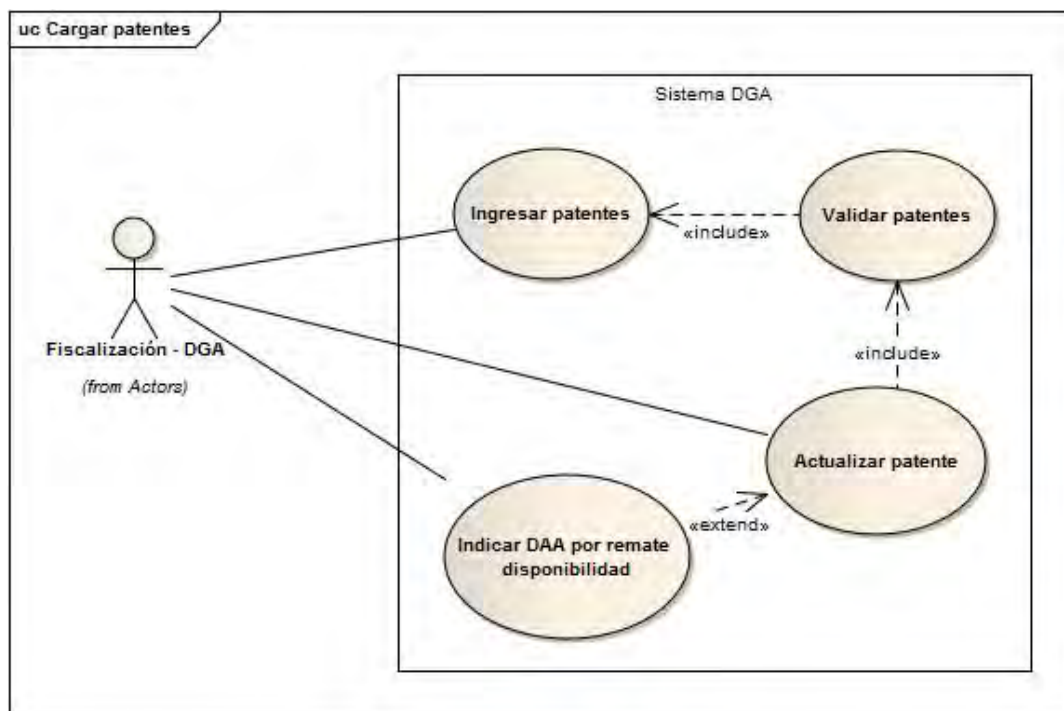 uc Cargar patentes
Sistema DGA
Ingresar patentes
«include»
Validar patentes
«include»
Fiscalización - DGA
(from Actors)
Actualizar patente
«extend»
Indicar DAA por remate
disponibilidad